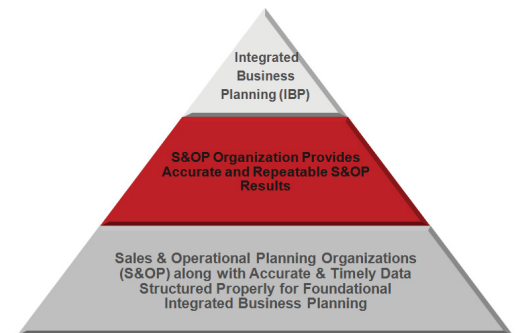 Integrated
Business
Planning (IBP)
S&OP Organization Provides
Accurate and Repeatable S&OP
Results
Sales & Operational Planning Organizations
(S&OP) along with Accurate & Timely Data
Structured Properly for Foundational
Integrated Business Planning